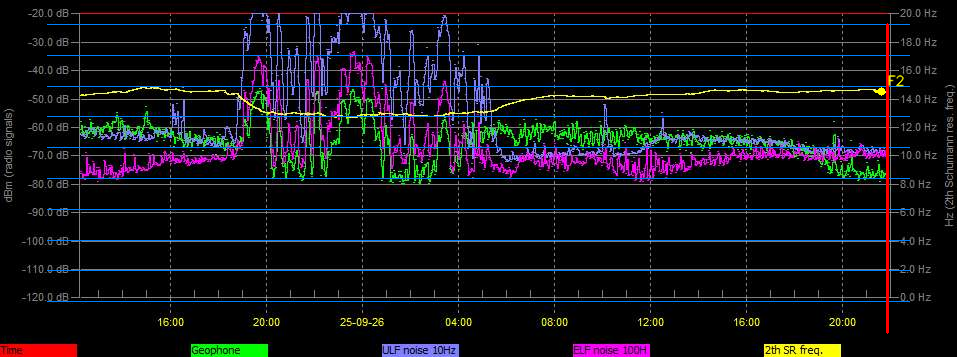 -20.0 dB 20.0 Hz
-30.0 dB 18.0 Hz
-40.0 dB 16.0 Hz
F2
-50.0 dB 14.0 Hz
-60.0 dB 12.0 Hz
-70.0 dB 10.0 Hz
-80.0 dB 8.0 Hz
-90.0 dB 6.0 Hz
-100.0 dB 4.0 Hz
-110.0 dB 2.0 Hz
-120.0 dB 0.0 Hz
dBm (radio signals)
Hz (2th Schumann res. freq.)
16:00 20:00 25-09-26 04:00 08:00 12:00 16:00 20:00
Time Geophone ULF noise 10Hz ELF noise 100H 2th SR freq.